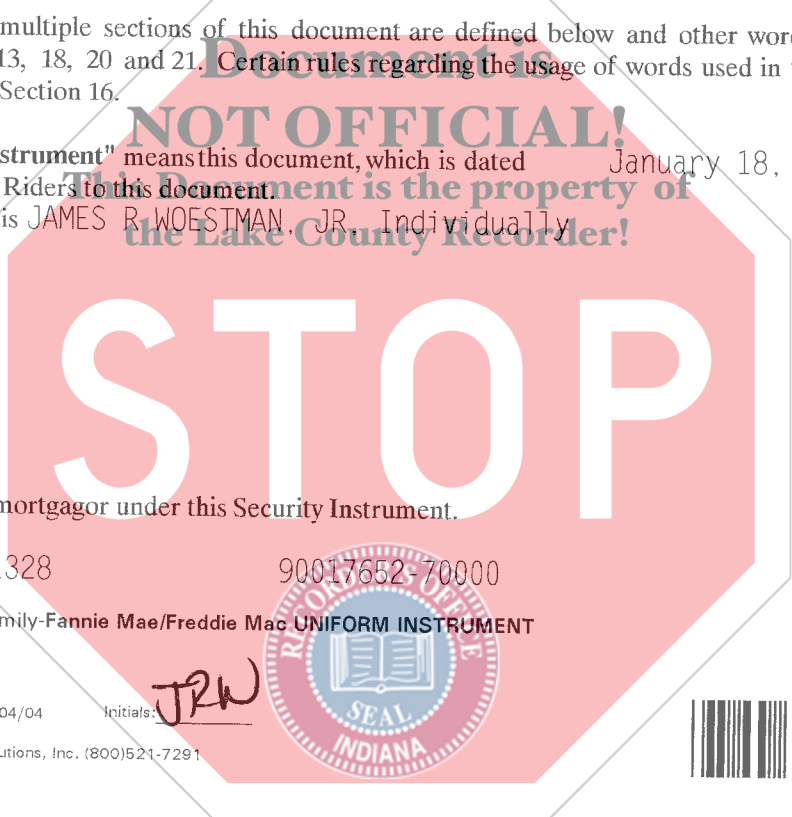 multiple sections of this document are defined below and other wor
13, 18, 20 and 21. Certain rules regarding the usage of words used in
Section 16.
Document is
NOT OFFICIAL!
This Document is the property of
the Lake County Recorder!
strument" means this document, which is dated January 18,
Riders to this document.
is JAMES R WOESTMAN, JR, Individually
STOP
mortgagor under this Security Instrument.
328 90017652-70000
mily-Fannie Mae/Freddie Mac UNIFORM INSTRUMENT
04/04 Initials: JRW
utions, Inc. (800)521-7291
RECORDER'S OFFICE
SEAL
INDIANA